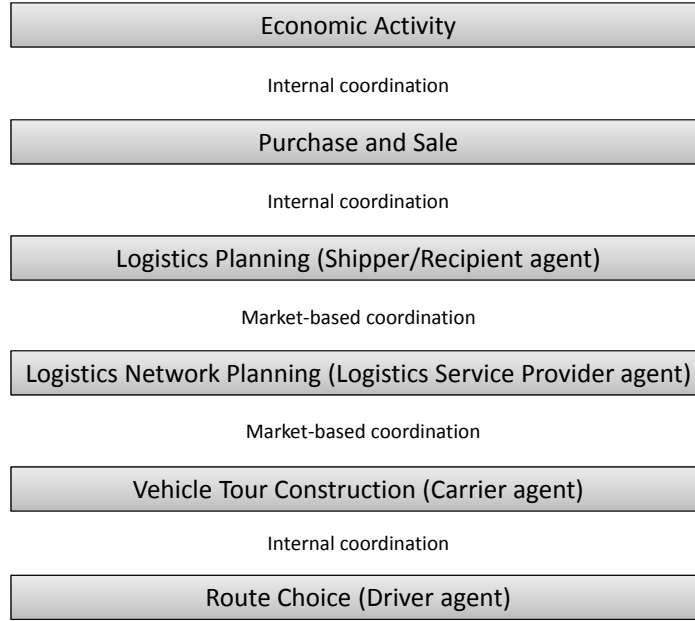 Economic Activity
Internal coordination
Purchase and Sale
Internal coordination
Logistics Planning (Shipper/Recipient agent)
Market-based coordination
Logistics Network Planning (Logistics Service Provider agent)
Market-based coordination
Vehicle Tour Construction (Carrier agent)
Internal coordination
Route Choice (Driver agent)